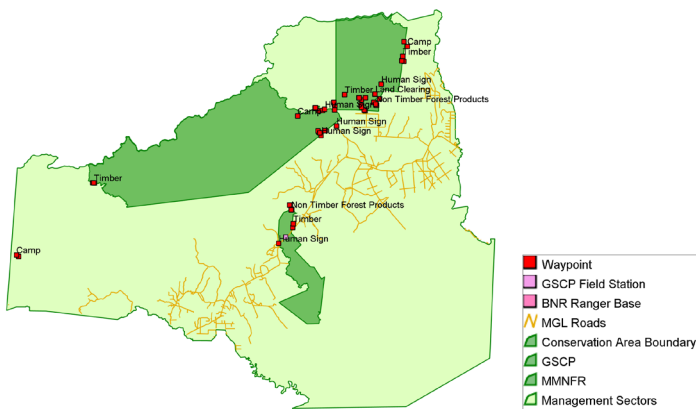 Camp
imber
Human Sign
Timber Land Clearing
Non Timber Forest Products
Human Sign
Camp
Human Sign
Human Sign
Timber
Non Timber Forest Products
Timber
Human Sign
Camp
Waypoint
GSCP Field Station
BNR Ranger Base
MGL Roads
Conservation Area Boundary
GSCP
MMNFR
Management Sectors